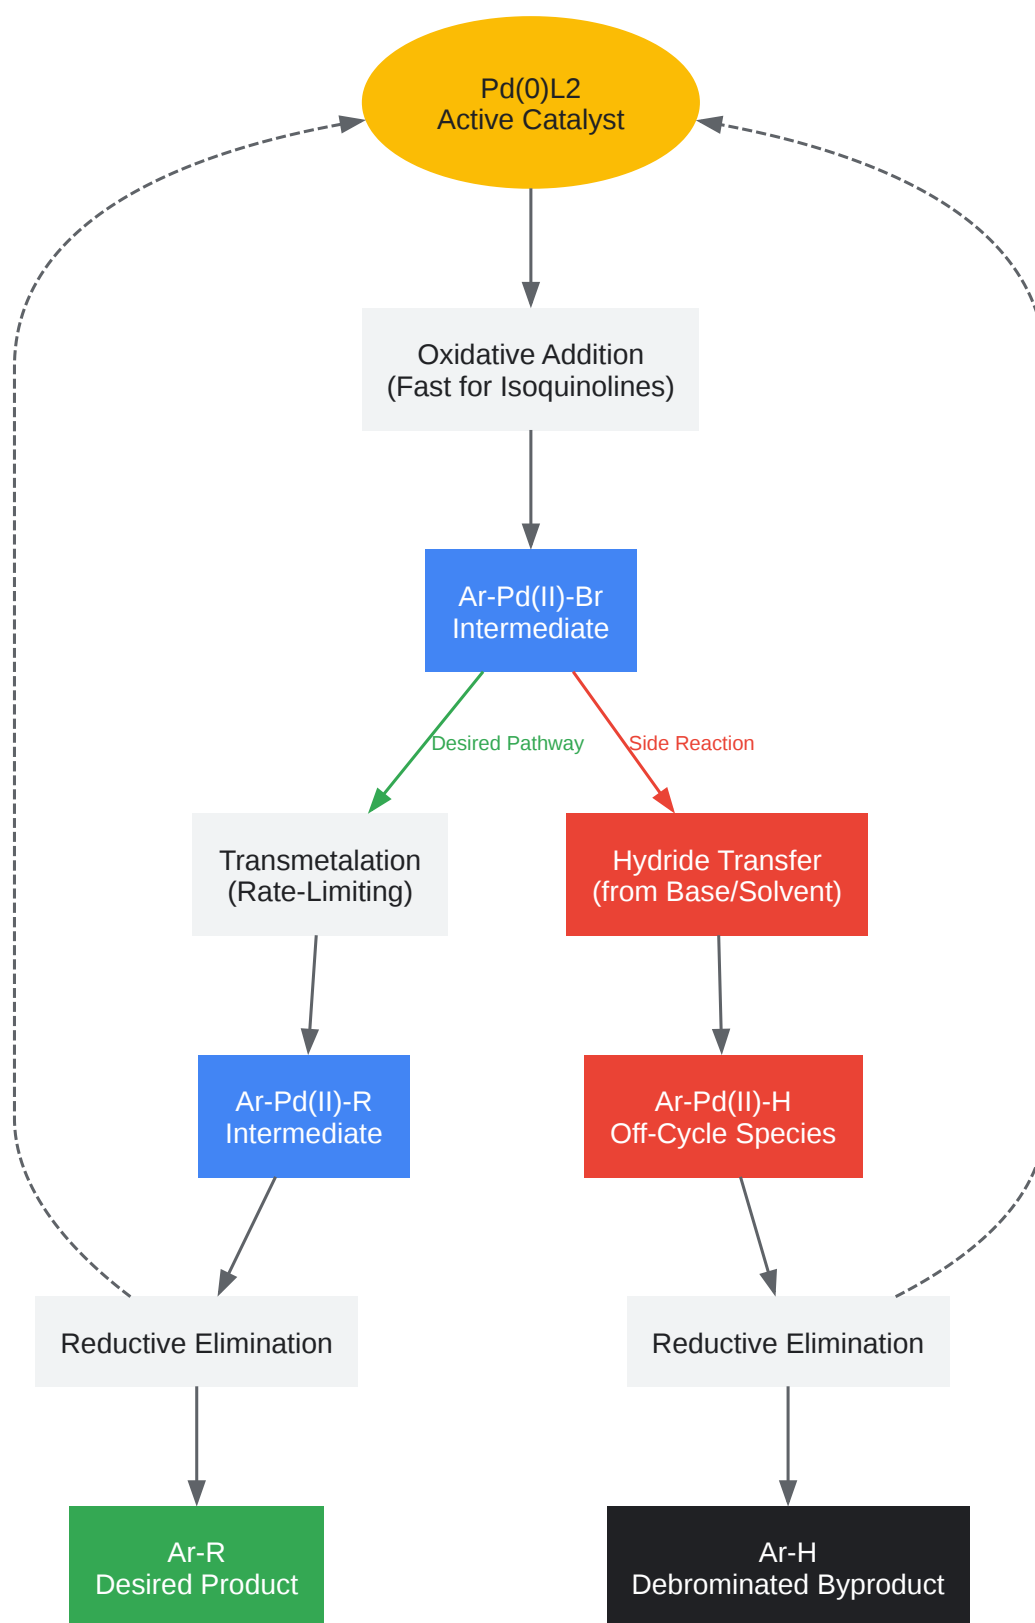 Pd(0)L2
Active Catalyst
Oxidative Addition
(Fast for Isoquinolines)
Ar-Pd(II)-Br
Intermediate
Desired Pathway
Side Reaction
Transmetalation
(Rate-Limiting)
Hydride Transfer
(from Base/Solvent)
Ar-Pd(II)-R
Intermediate
Ar-Pd(II)-H
Off-Cycle Species
Reductive Elimination
Reductive Elimination
Ar-R
Desired Product
Ar-H
Debrominated Byproduct